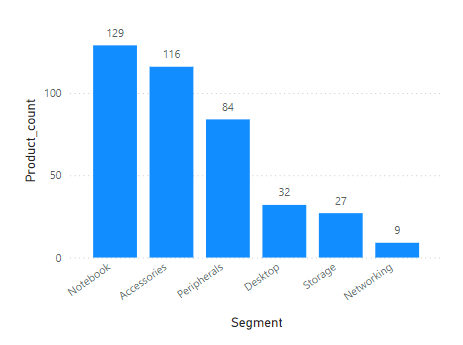 129
116
84
32
27
9
100
50
0
Product_count
Notebook
Accessories
Peripherals
Desktop
Storage
Networking
Segment